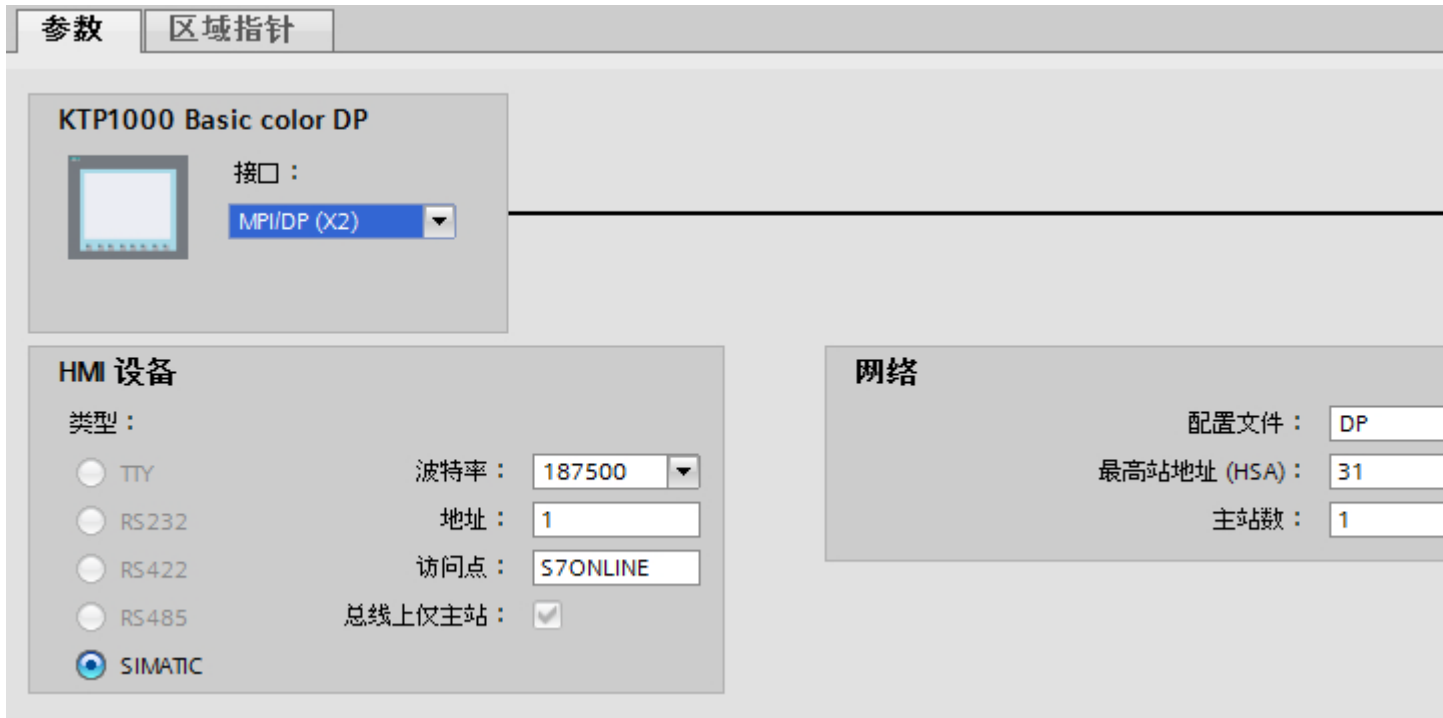 参数 区域指针
KTP1000 Basic color DP
接口：
MPI/DP (X2)
HMI 设备
类型：
TTY
RS232
RS422
RS485
SIMATIC
波特率： 187500
地址： 1
访问点： S7ONLINE
总线上仅主站：
网络
配置文件： DP
最高站地址 (HSA)： 31
主站数： 1